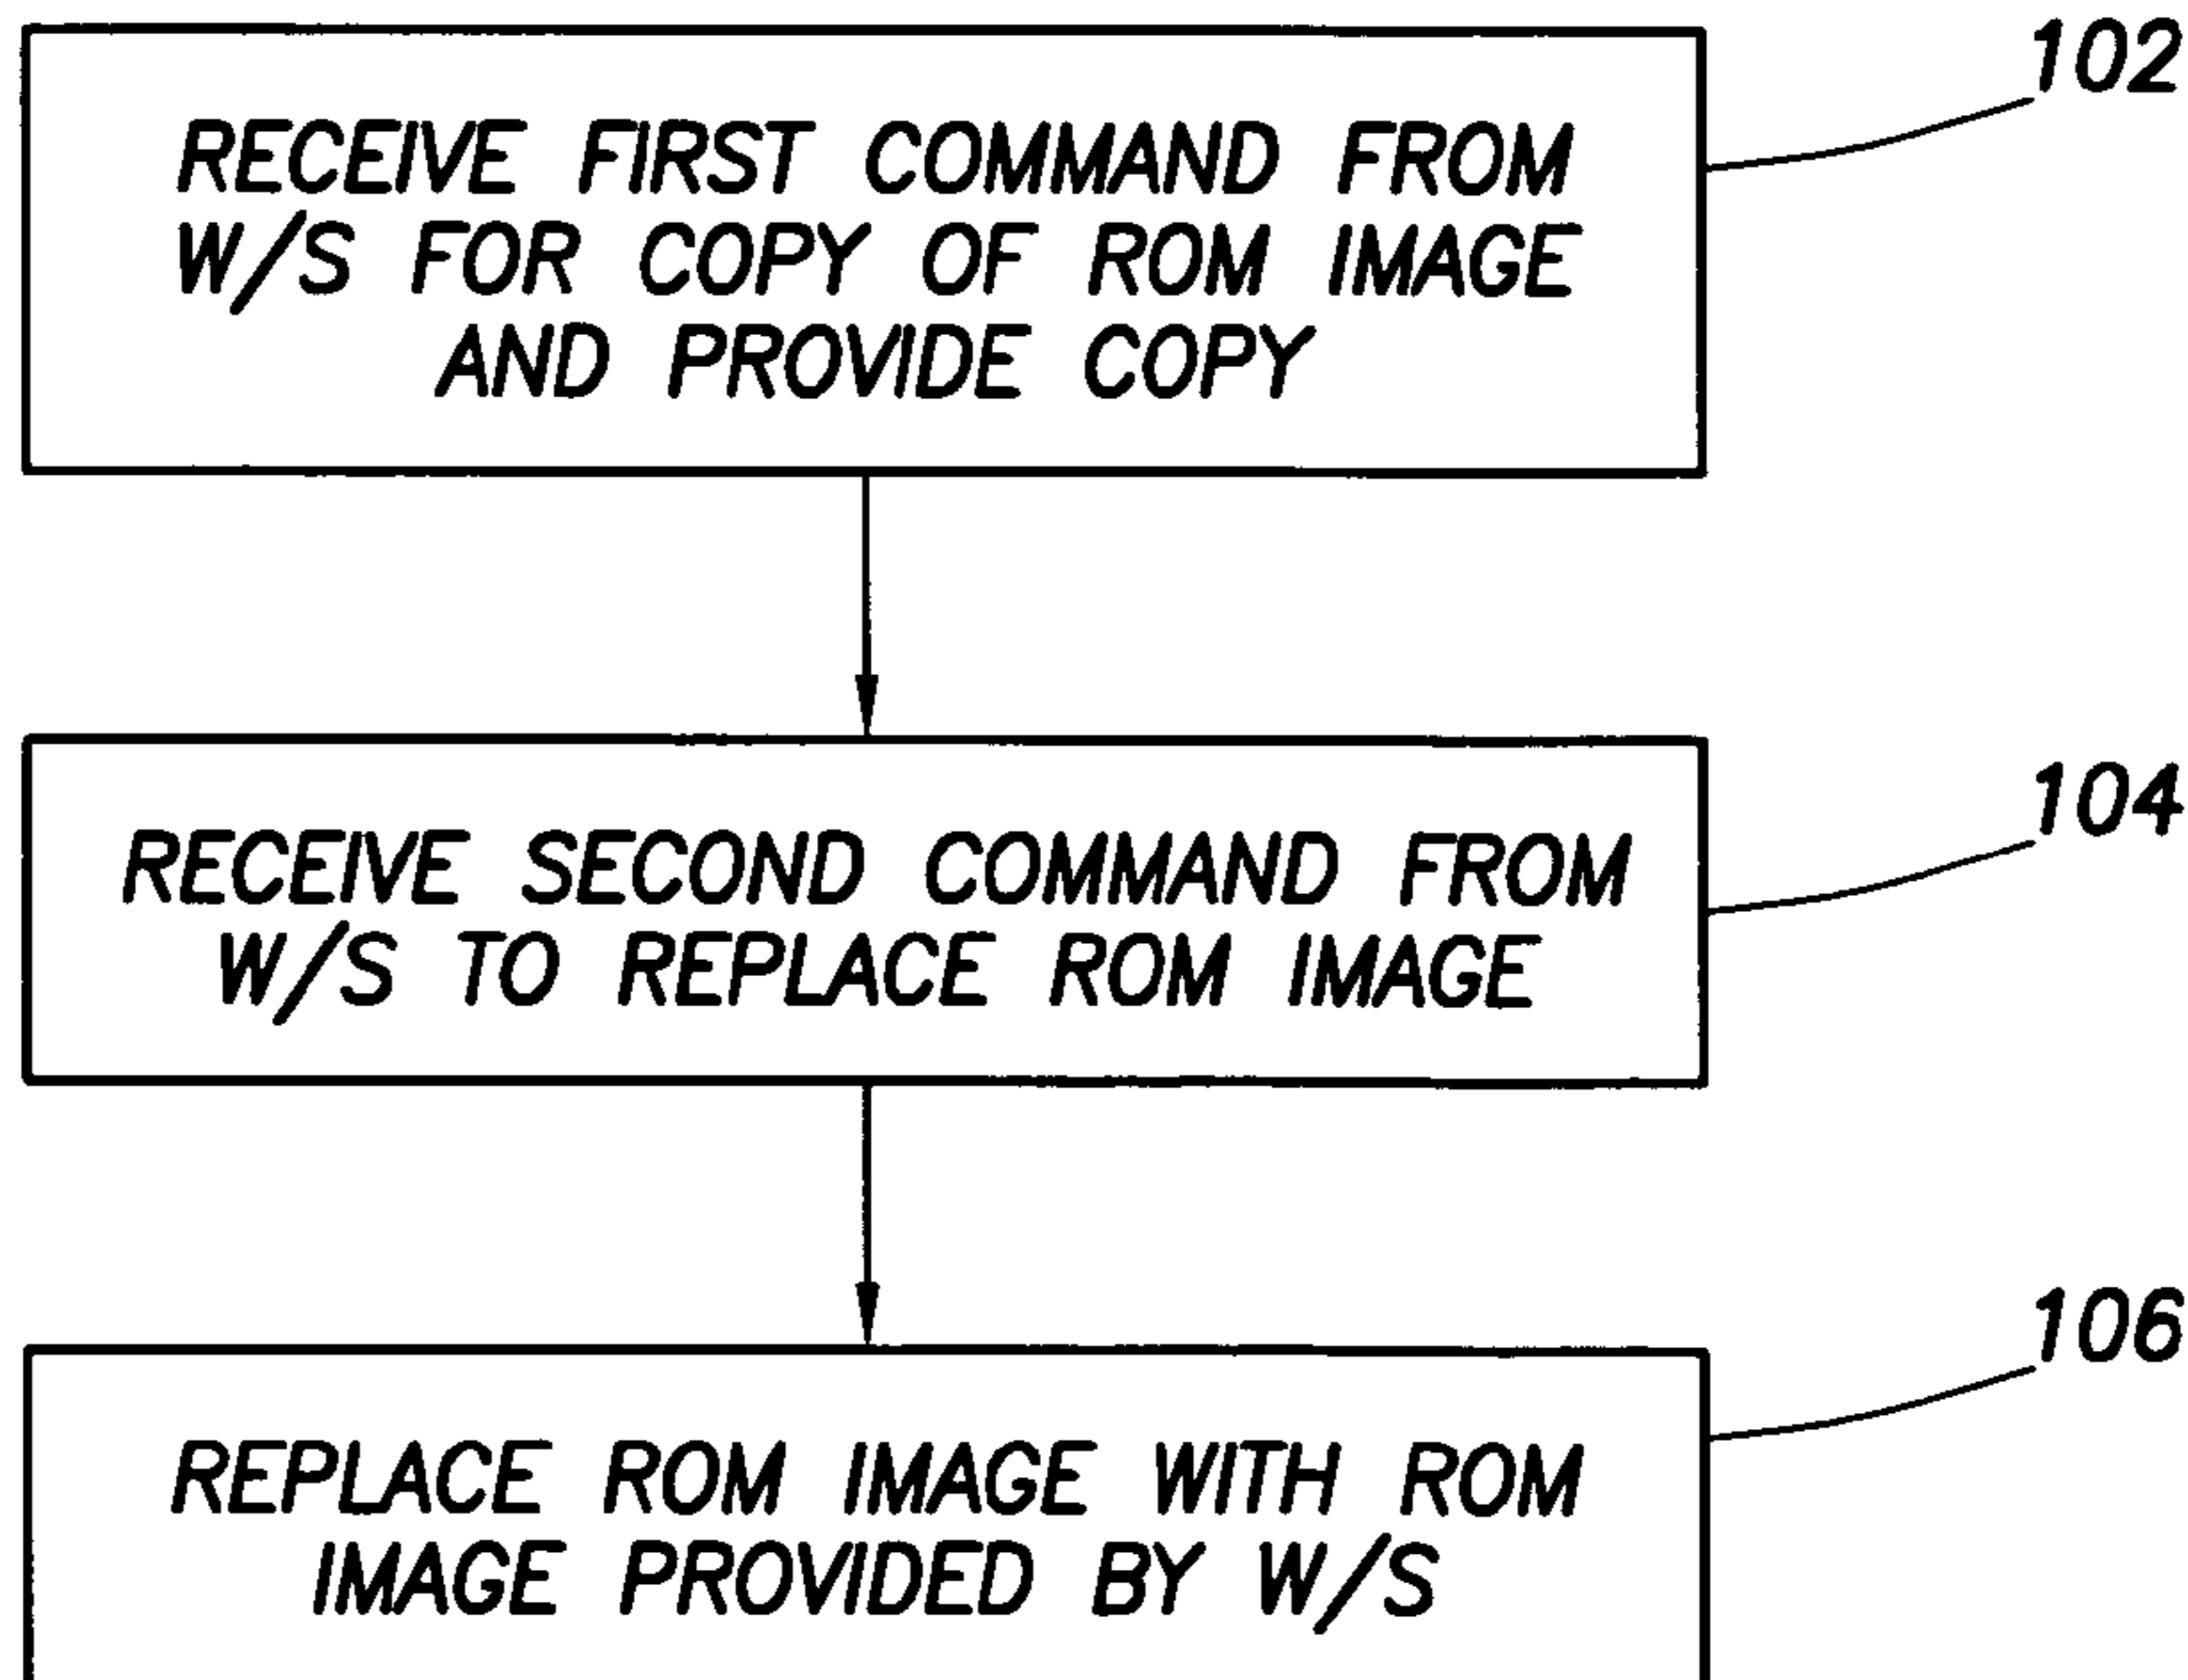 102
RECEIVE FIRST COMMAND FROM
W/S FOR COPY OF ROM IMAGE
AND PROVIDE COPY
104
RECEIVE SECOND COMMAND FROM
W/S TO REPLACE ROM IMAGE
106
REPLACE ROM IMAGE WITH ROM
IMAGE PROVIDED BY W/S